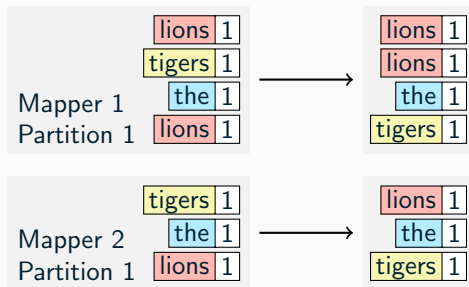 lions 1
tigers 1
the 1
Mapper 1
Partition 1
lions 1
lions 1
lions 1
the 1
tigers 1
tigers 1
the 1
Mapper 2
Partition 1
lions 1
lions 1
the 1
tigers 1